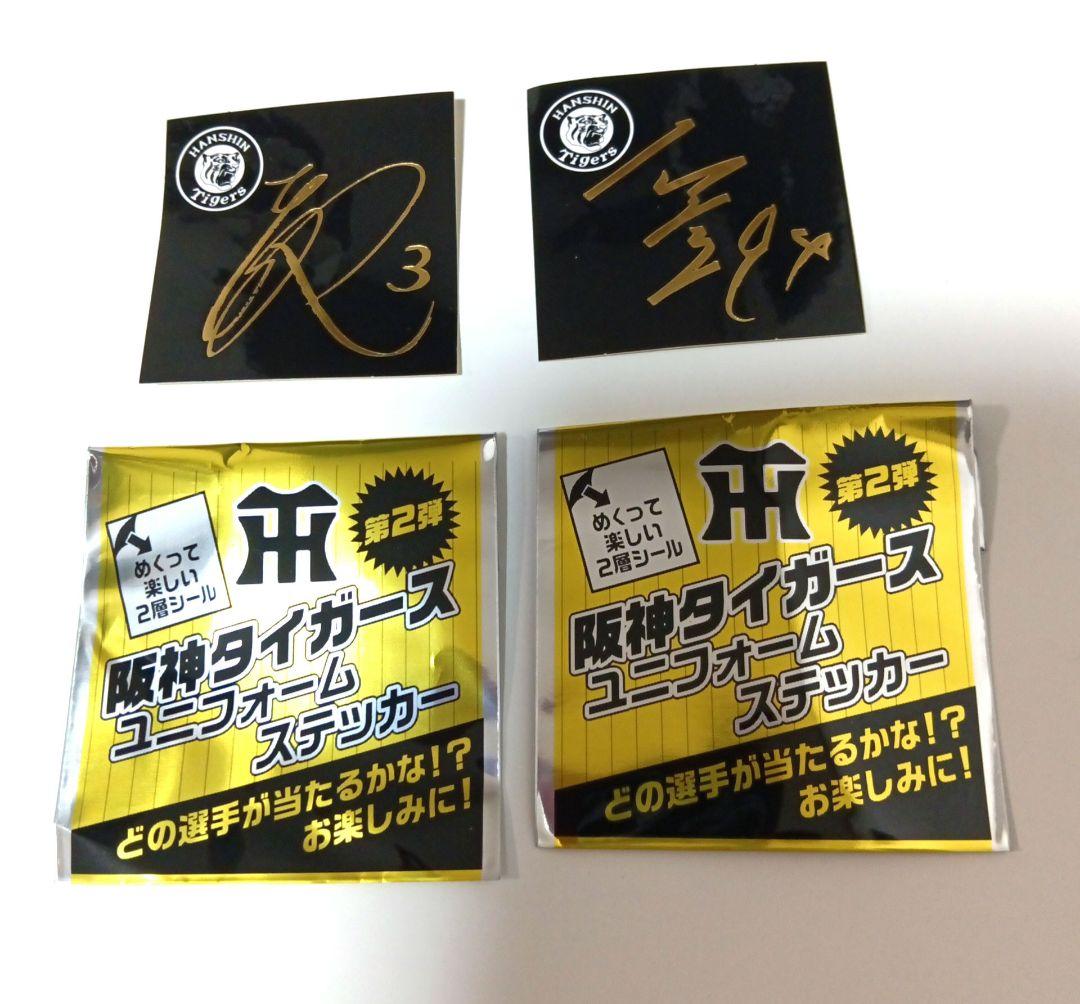 HANSHIN
Tigers
3
HANSHIN
Tigers
めくって
楽しい
2層シール
第2弾
阪神タイガース
ユニフォーム
ステッカー
どの選手が当たるかな!?
お楽しみに!
めくって
楽しい
2層シール
第2弾
阪神タイガース
ユニフォーム
ステッカー
どの選手が当たるかな!?
お楽しみに!